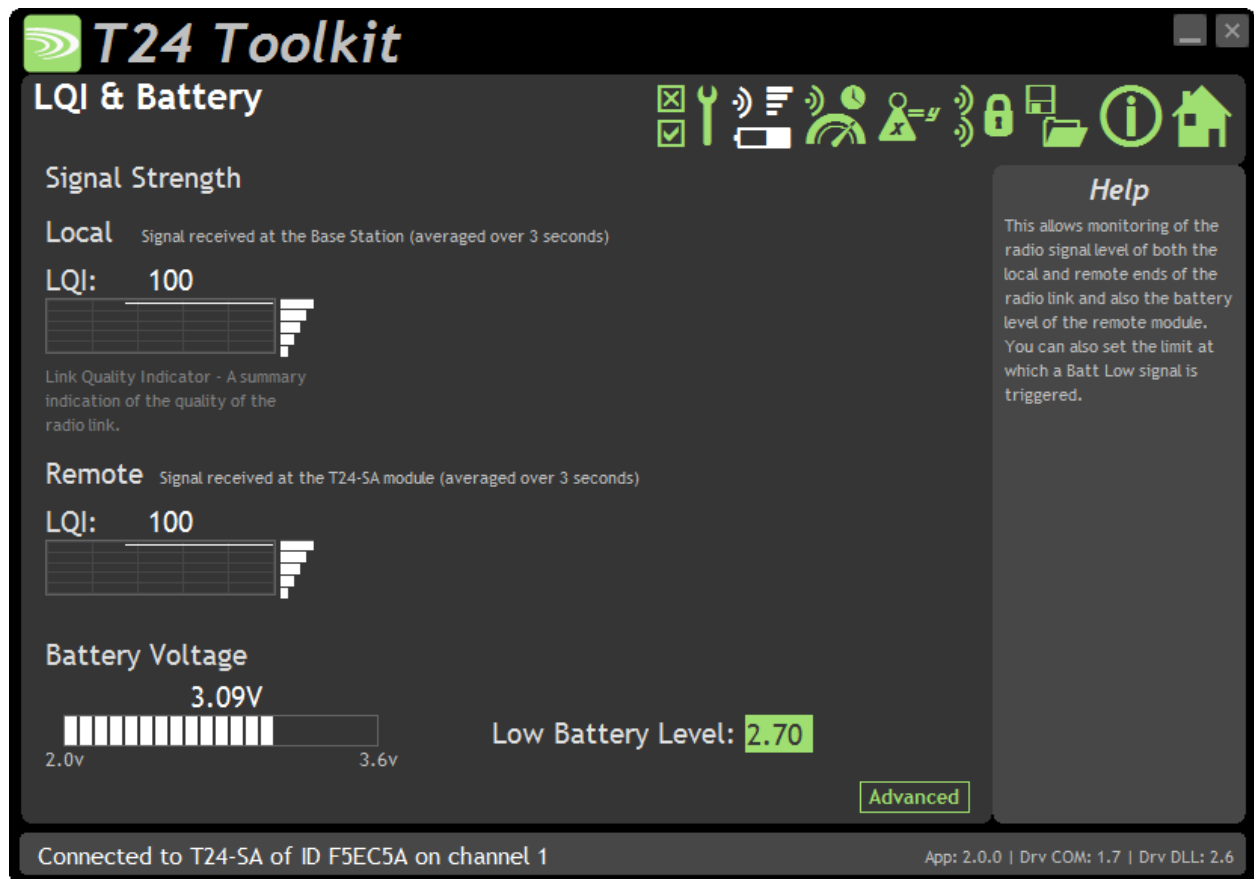 T24 Toolkit
LQI & Battery
x=y
Signal Strength
Local Signal received at the Base Station (averaged over 3 seconds)
LQI: 100
Link Quality Indicator - A summary
indication of the quality of the
radio link.
Remote Signal received at the T24-SA module (averaged over 3 seconds)
LQI: 100
Battery Voltage
3.09V
2.0v 3.6v
Low Battery Level: 2.70
Advanced
Help
This allows monitoring of the
radio signal level of both the
local and remote ends of the
radio link and also the battery
level of the remote module.
You can also set the limit at
which a Batt Low signal is
triggered.
Connected to T24-SA of ID F5EC5A on channel 1
App: 2.0.0 | Drv COM: 1.7 | Drv DLL: 2.6